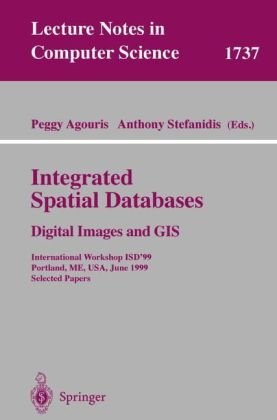 Lecture Notes in
Computer Science 1737
Peggy Agouris Anthony Stefanidis (Eds.)
Integrated
Spatial Databases
Digital Images and GIS
International Workshop ISD'99
Portland, ME, USA, June 1999
Selected Papers
Springer